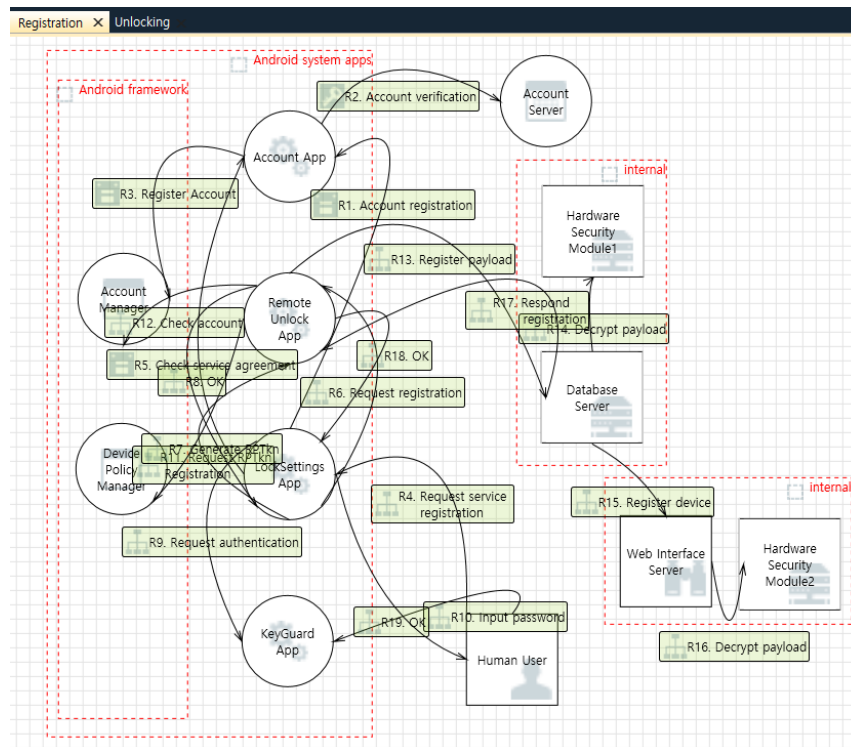 Registration
Unlocking
Android system apps
Android framework
R2. Account verification
Account
Server
Account App
internal
R3. Register Account
R1. Account registration
Hardware
Security
Module1
R13. Register payload
Account
Manager
Remote
Unlock
App
R17. Respond
registration
R12. Check account
R14. Decrypt payload
R18. OK
R5. Check service agreement
R8. OK
R6. Request registration
Database
Server
R7. Generate RPTkn
R11. Request RPTkn
Registration
Device
Policy
Manager
LockSettings
App
internal
R4. Request service
registration
R15. Register device
R9. Request authentication
Web Interface
Server
Hardware
Security
Module2
KeyGuard
App
R19. OK
R10. Input password
Human User
R16. Decrypt payload